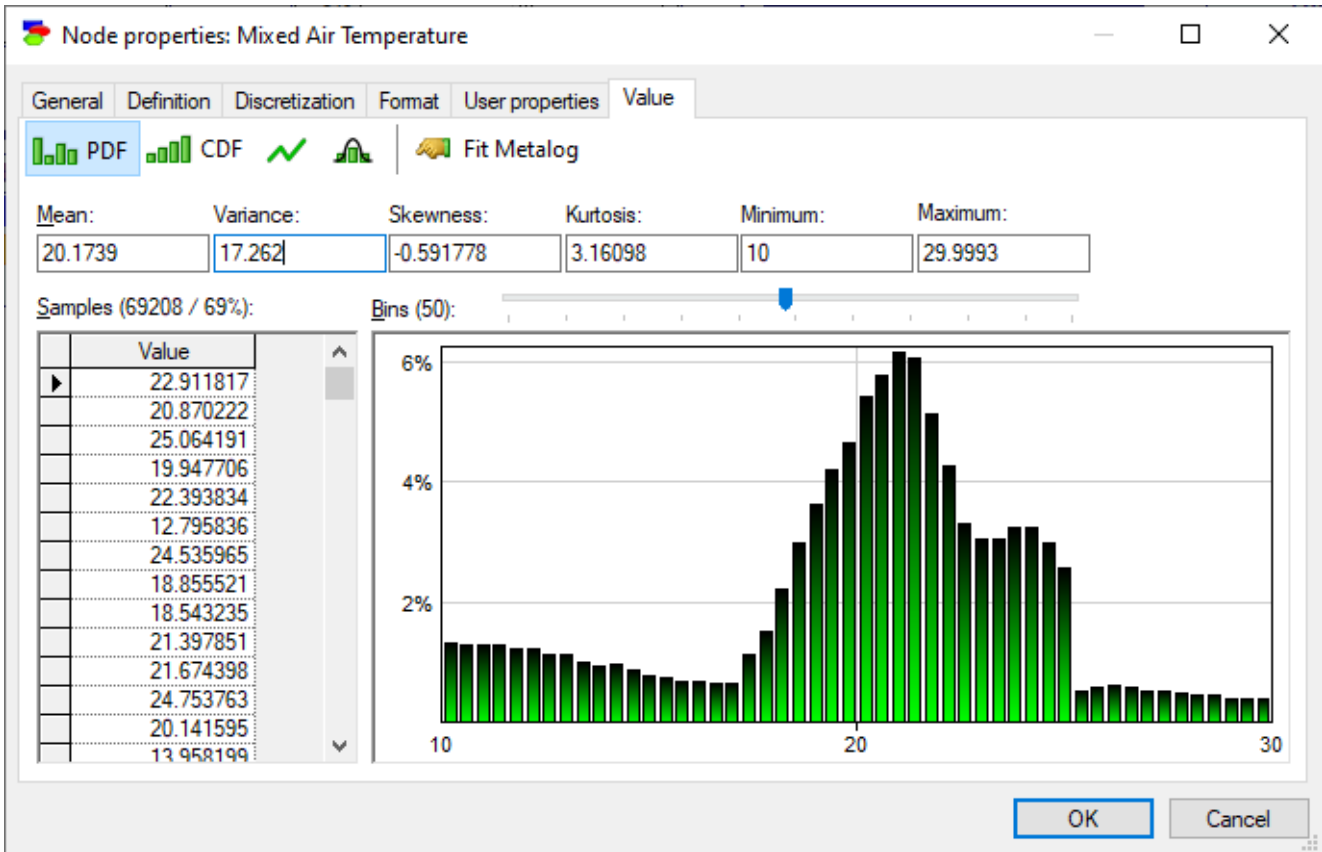 Node properties: Mixed Air Temperature
General Definition Discretization Format User properties Value
PDF CDF Fit Metalog
Mean: Variance: Skewness: Kurtosis: Minimum: Maximum:
20.1739 17.262 -0.591778 3.16098 10 29.9993
Samples (69208 / 69%): Bins (50):
Value
22.911817
20.870222
25.064191
19.947706
22.393834
12.795836
24.535965
18.855521
18.543235
21.397851
21.674398
24.753763
20.141595
13.958199
6%
4%
2%
10 20 30
OK Cancel